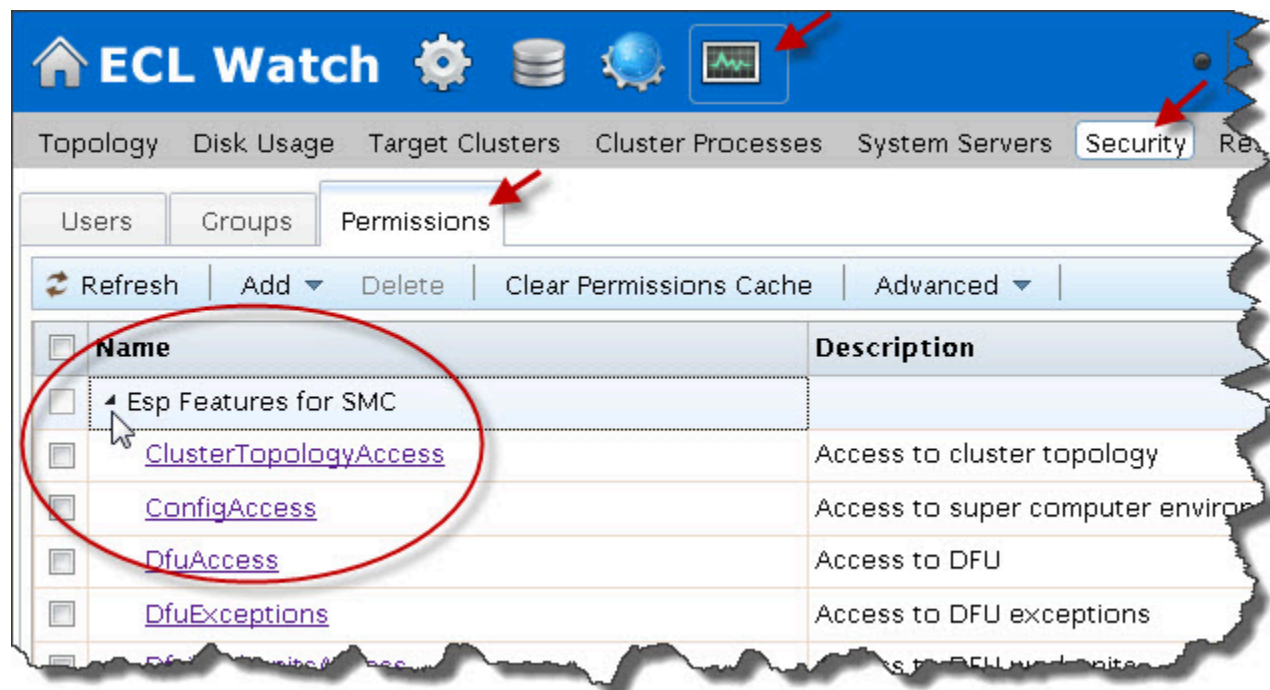 ECL Watch
Topology Disk Usage Target Clusters Cluster Processes System Servers Security
Users Groups Permissions
Refresh Add Delete Clear Permissions Cache Advanced
Name Description
Esp Features for SMC
ClusterTopologyAccess Access to cluster topology
ConfigAccess Access to super computer
DfuAccess Access to DFU
DfuExceptions Access to DFU exceptions